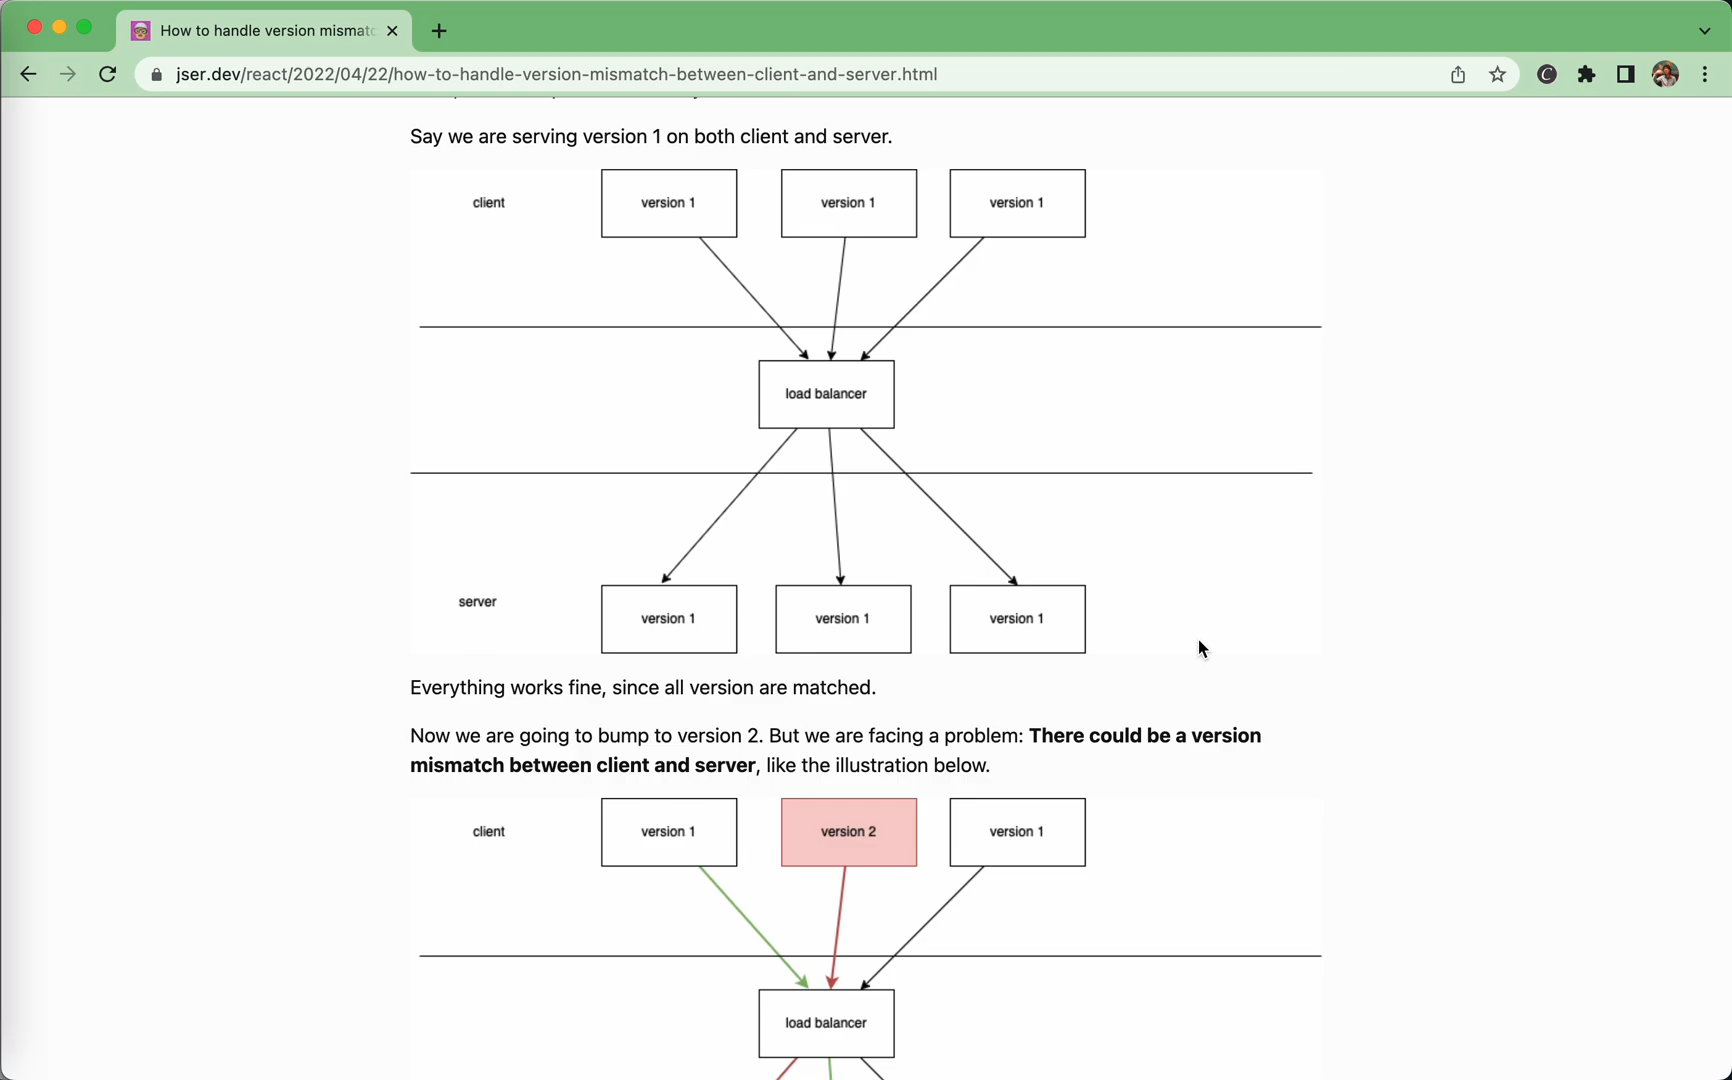 How to handle version mismatc
jser.dev/react/2022/04/22/how-to-handle-version-mismatch-between-client-and-server.html
Say we are serving version 1 on both client and server.
client
version 1
version 1
version 1
load balancer
server
version 1
version 1
version 1
Everything works fine, since all version are matched.
Now we are going to bump to version 2. But we are facing a problem: There could be a version
mismatch between client and server, like the illustration below.
client
version 1
version 2
version 1
load balancer